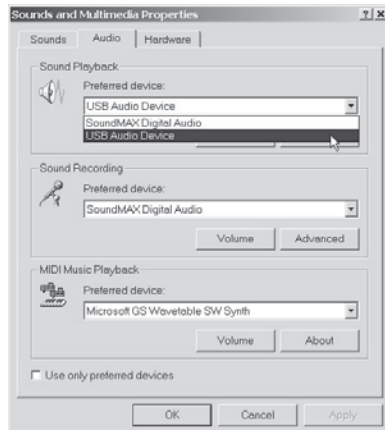 Sounds and Multimedia Properties
? X
Sounds Audio Hardware
Sound Playback
Preferred device:
USB Audio Device
SoundMAX Digital Audio
USB Audio Device
Sound Recording
Preferred device:
SoundMAX Digital Audio
Volume Advanced
MIDI Music Playback
Preferred device:
Microsoft GS Wavetable SW Synth
Volume About
Use only preferred devices
OK Cancel Apply